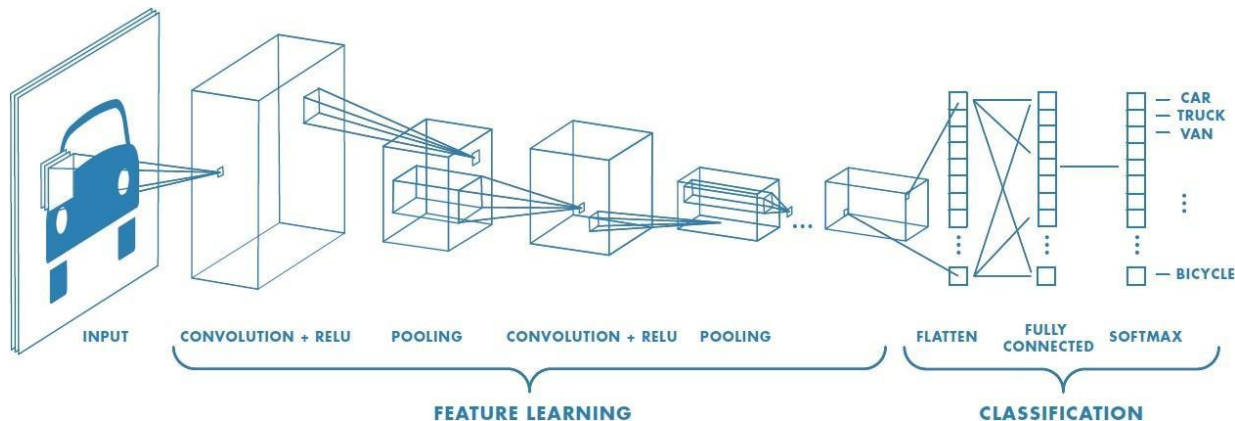 CAR
TRUCK
VAN
BICYCLE
INPUT
CONVOLUTION + RELU
POOLING
CONVOLUTION + RELU
POOLING
FLATTEN
FULLY
CONNECTED
SOFTMAX
FEATURE LEARNING
CLASSIFICATION